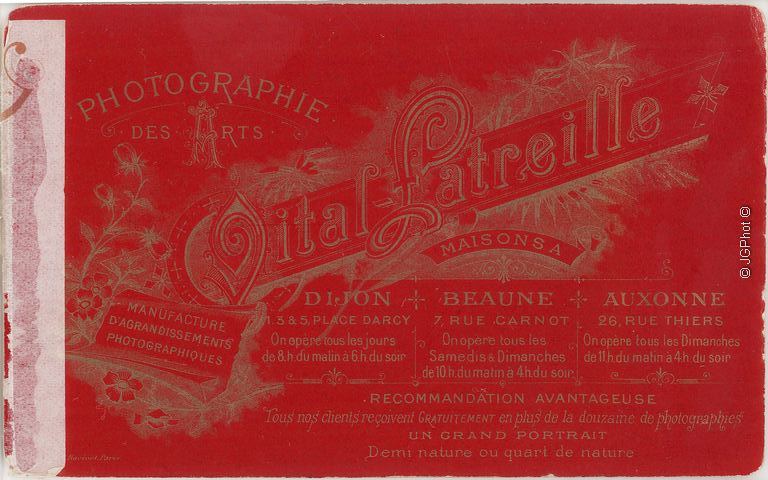 PHOTOGRAPHIE
DES ARTS
Vital-Latreille
MAISONS A
MANUFACTURE
D'AGRANDISSEMENTS
PHOTOGRAPHIQUES
DIJON
1.3 & 5, PLACE DARCY
On opère tous les jours
de 8.h. du matin à 6.h. du soir
BEAUNE
7, RUE CARNOT
On opère tous les
Samedis & Dimanches
de 10 h. du matin à 4 h. du soir
AUXONNE
26, RUE THIERS
On opère tous les Dimanches
de 11 h. du matin à 4 h. du soir
RECOMMANDATION AVANTAGEUSE
Tous nos clients reçoivent GRATUITEMENT en plus de la douzaine de photographies
UN GRAND PORTRAIT
Demi nature ou quart de nature
© JGPhot ©